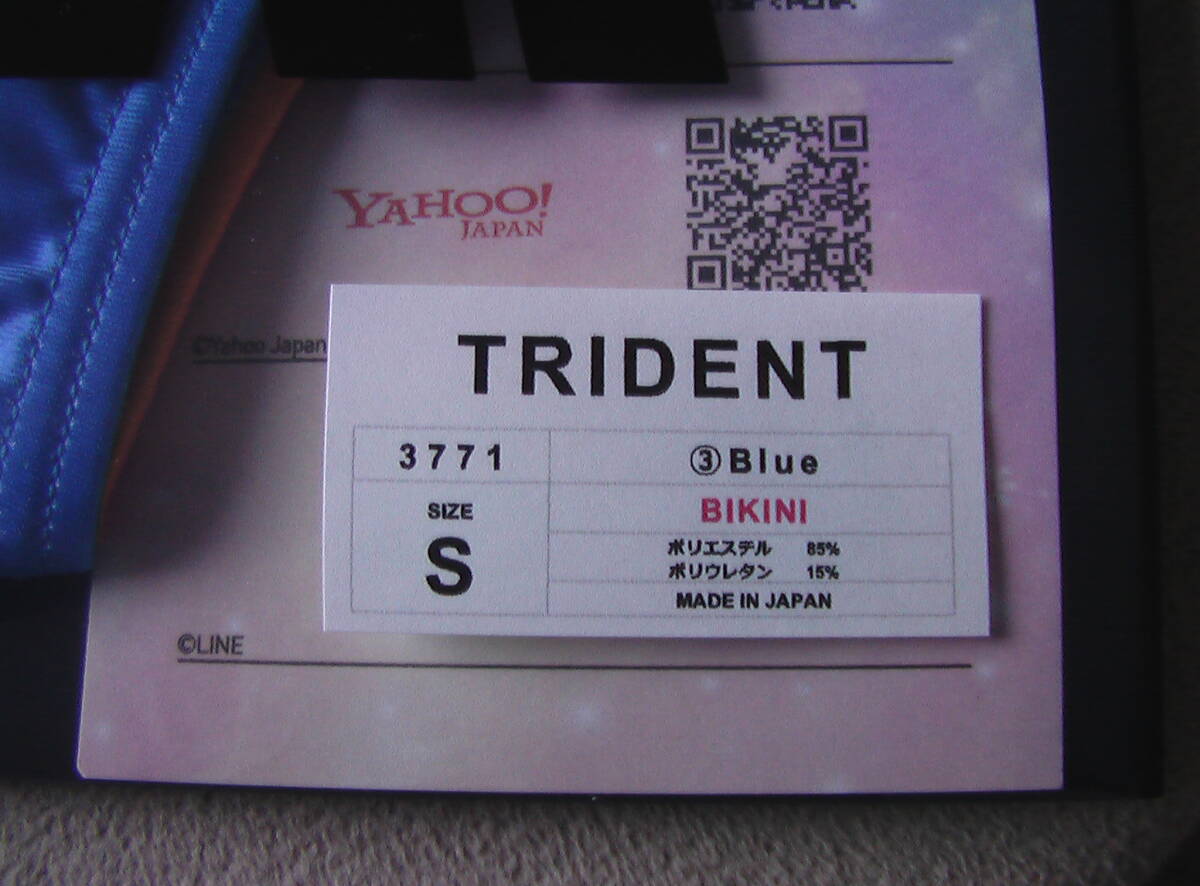 YAHOO!
JAPAN
©Yahoo Japan
TRIDENT
3771
③Blue
SIZE
S
BIKINI
ポリエステル 85%
ポリウレタン 15%
MADE IN JAPAN
©LINE